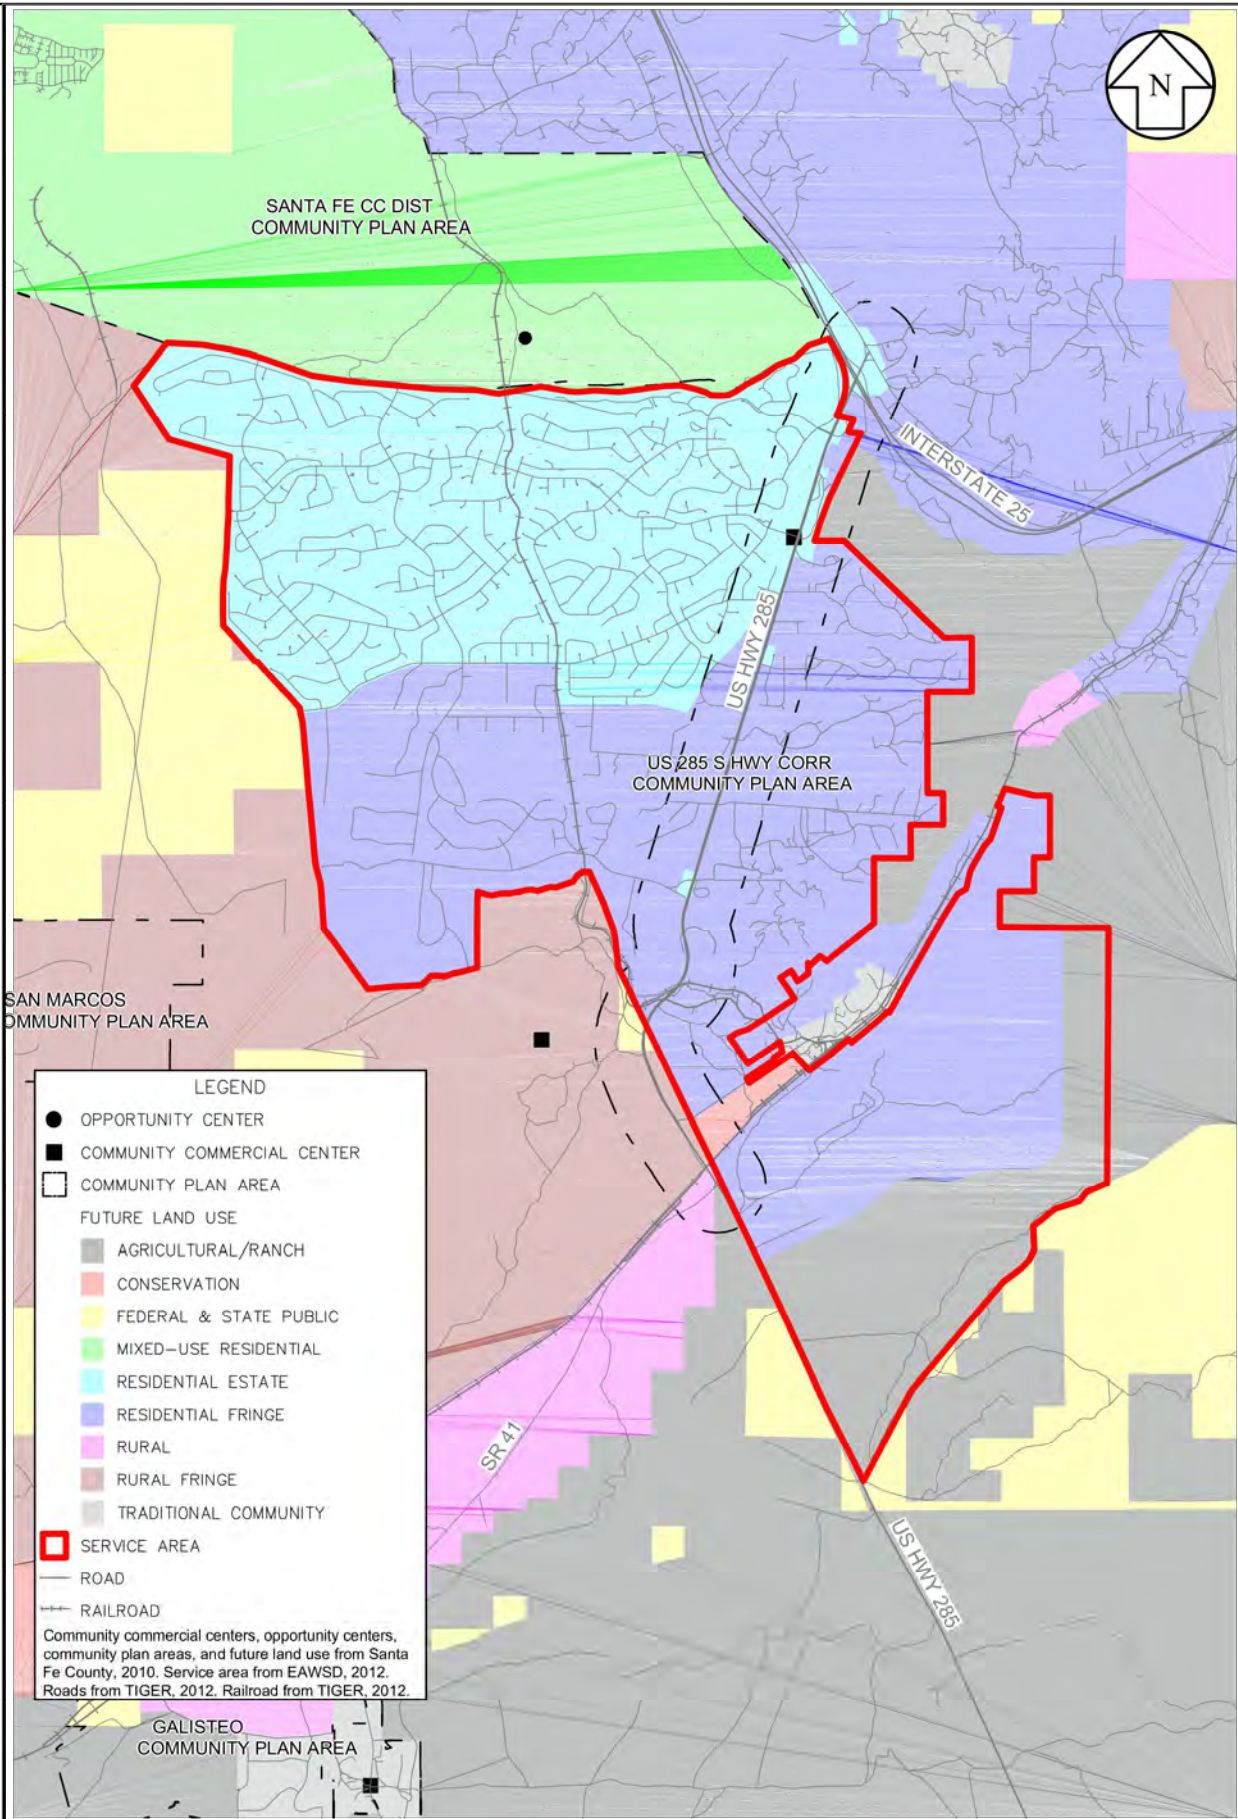 N
SANTA FE CC DIST
COMMUNITY PLAN AREA
INTERSTATE 25
US HWY 285
US 285 S HWY CORR
COMMUNITY PLAN AREA
SAN MARCOS
OMMUNITY PLAN AREA
LEGEND
OPPORTUNITY CENTER
COMMUNITY COMMERCIAL CENTER
COMMUNITY PLAN AREA
FUTURE LAND USE
AGRICULTURAL/RANCH
CONSERVATION
FEDERAL & STATE PUBLIC
MIXED-USE RESIDENTIAL
RESIDENTIAL ESTATE
RESIDENTIAL FRINGE
RURAL
RURAL FRINGE
TRADITIONAL COMMUNITY
SERVICE AREA
ROAD
RAILROAD
Community commercial centers, opportunity centers,
community plan areas, and future land use from Santa
Fe County, 2010. Service area from EAWSD, 2012.
Roads from TIGER, 2012. Railroad from TIGER, 2012.
SR 41
US HWY 285
GALISTEO
COMMUNITY PLAN AREA